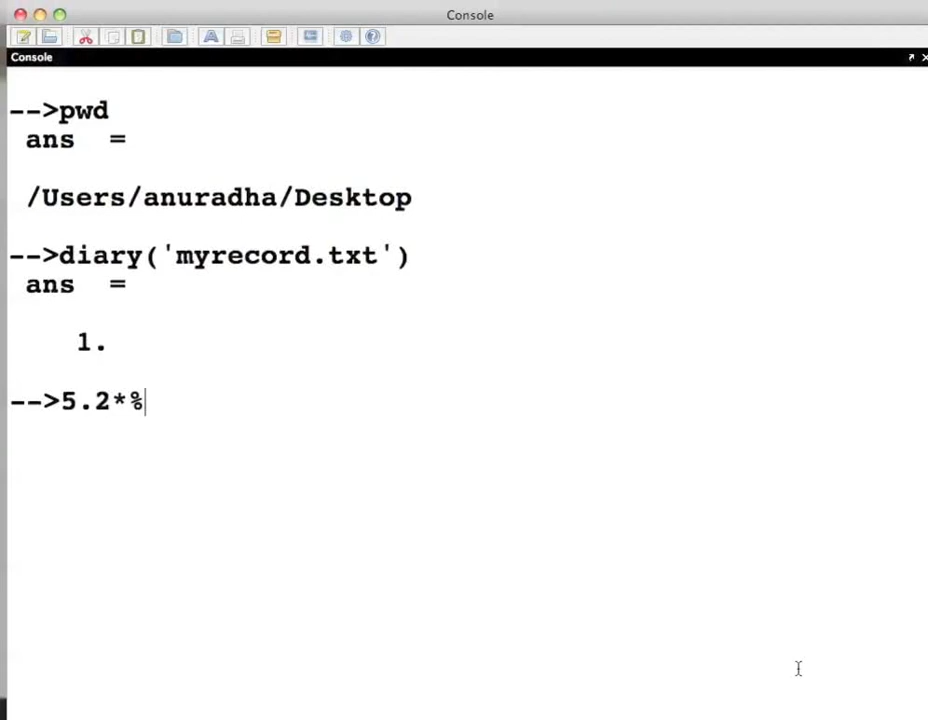 Console
Console
-->pwd
ans =
/Users/anuradha/Desktop
-->diary('myrecord.txt')
ans =
1.
-->5.2*%